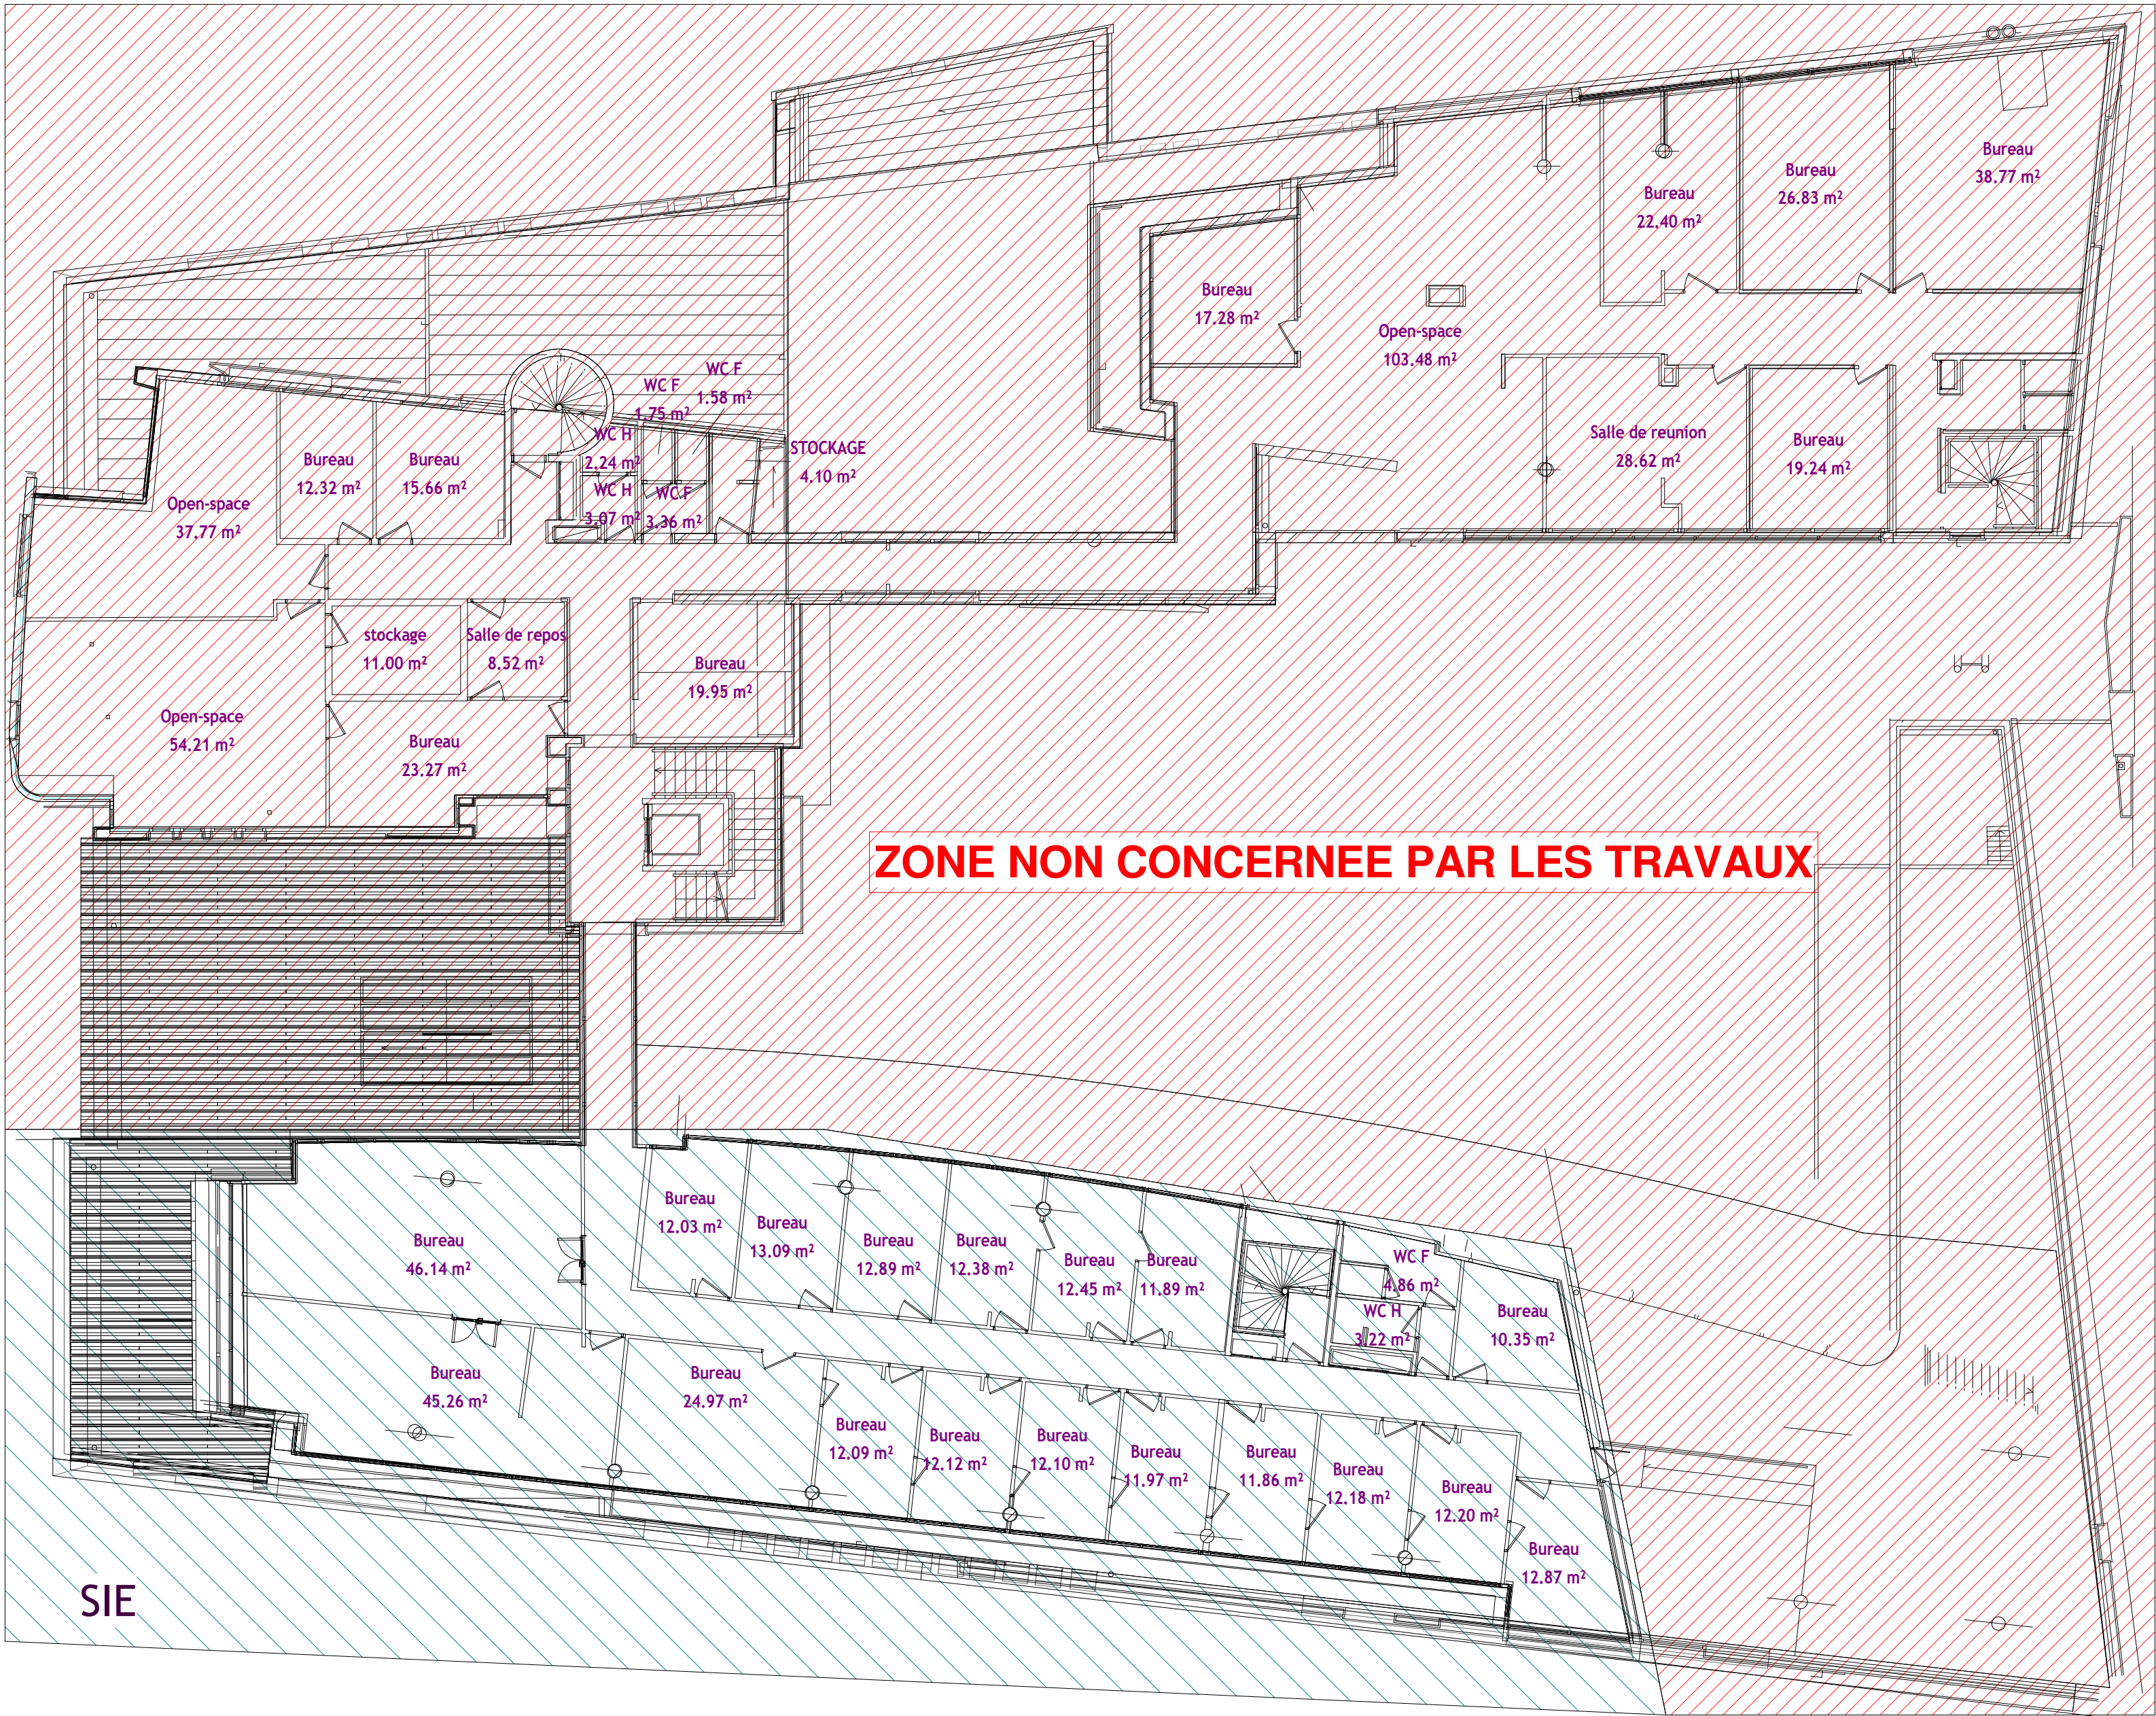 Bureau
38.77 m²
Bureau
26.83 m²
Bureau
22.40 m²
Bureau
17.28 m²
Open-space
103.48 m²
WC F
1.58 m²
WC F
1.75 m²
WC H
2.24 m²
STOCKAGE
4.10 m²
Salle de reunion
28.62 m²
Bureau
19.24 m²
Bureau
12.32 m²
Bureau
15.66 m²
WC H
3.07 m²
WC F
3.36 m²
Open-space
37.77 m²
stockage
11.00 m²
Salle de repos
8.52 m²
Bureau
19.95 m²
Open-space
54.21 m²
Bureau
23.27 m²
ZONE NON CONCERNEE PAR LES TRAVAUX
Bureau
12.03 m²
Bureau
13.09 m²
Bureau
46.14 m²
Bureau
12.89 m²
Bureau
12.38 m²
Bureau
12.45 m²
Bureau
11.89 m²
WC F
4.86 m²
WC H
3.22 m²
Bureau
10.35 m²
Bureau
45.26 m²
Bureau
24.97 m²
Bureau
12.09 m²
Bureau
12.12 m²
Bureau
12.10 m²
Bureau
11.97 m²
Bureau
11.86 m²
Bureau
12.18 m²
Bureau
12.20 m²
Bureau
12.87 m²
SIE